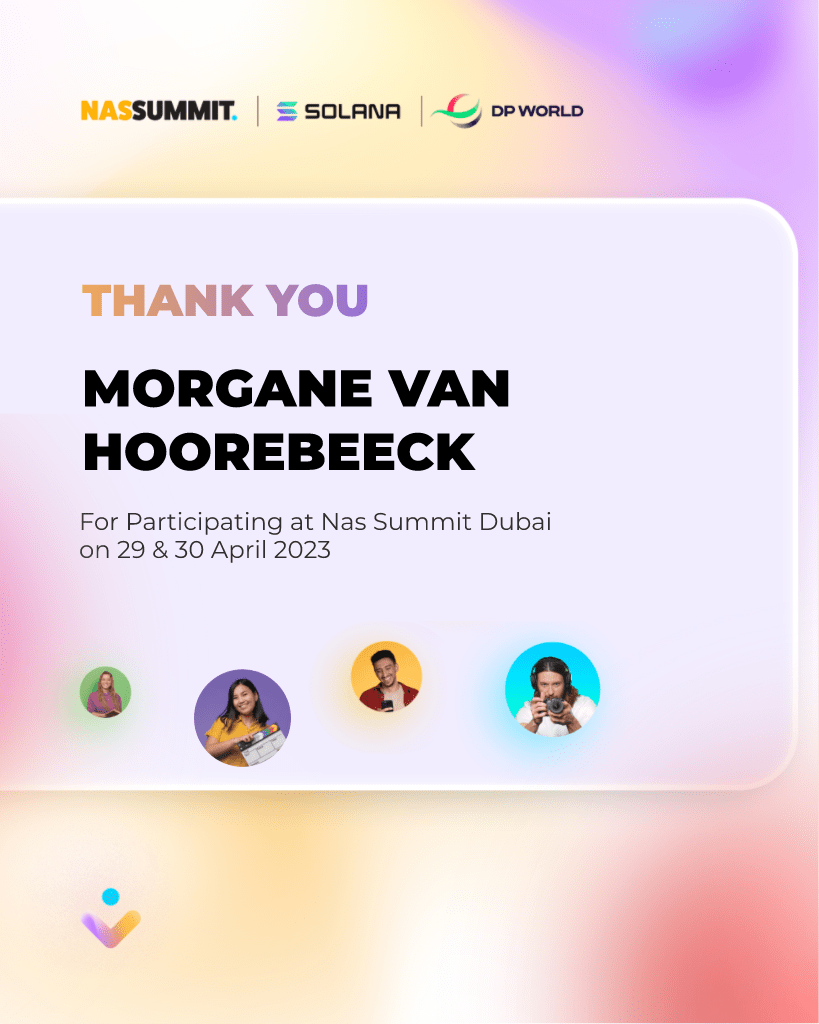 NASSUMMIT. | SOLANA | DP WORLD
THANK YOU
MORGANE VAN
HOOREBEECK
For Participating at Nas Summit Dubai
on 29 & 30 April 2023